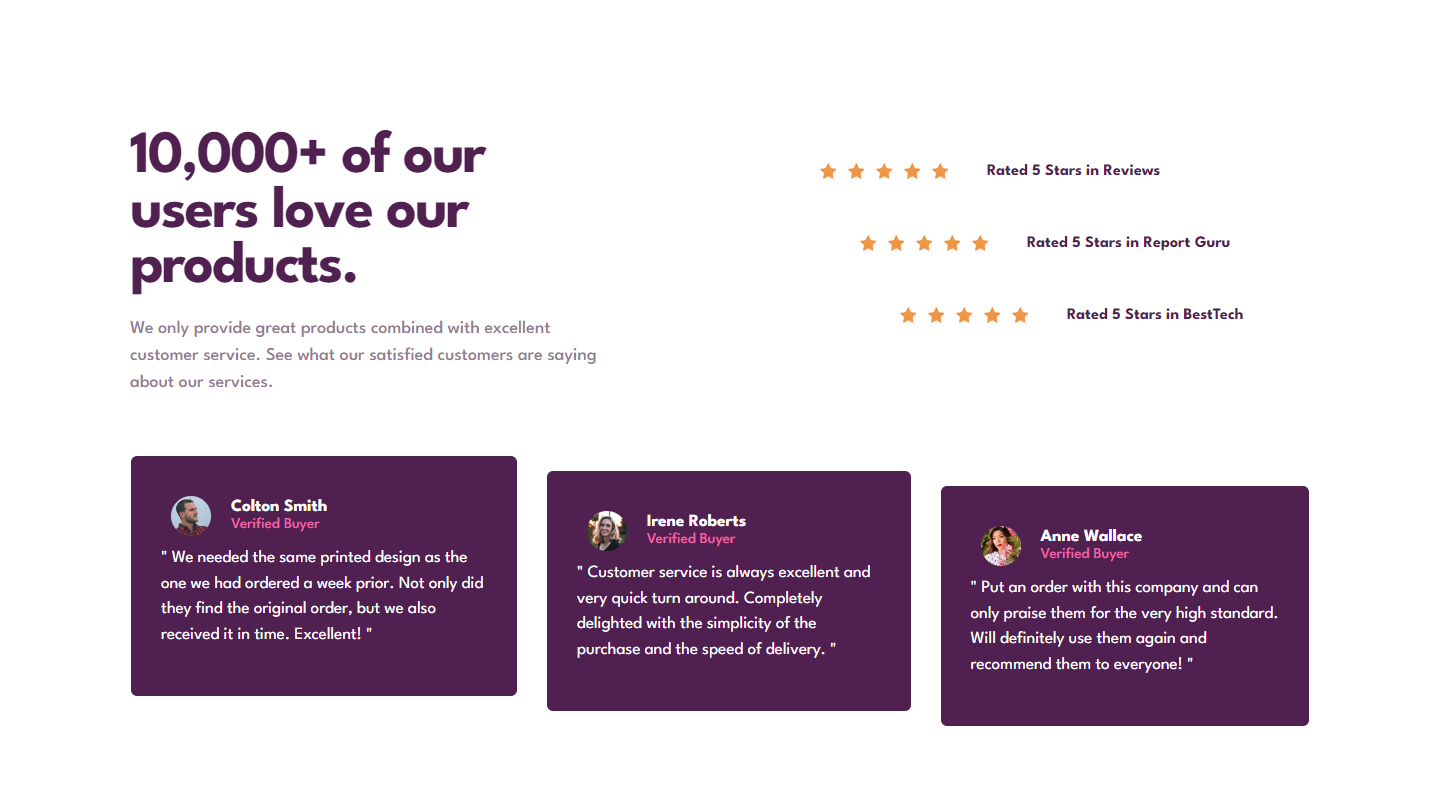 10,000+ of our
users love our
products.
We only provide great products combined with excellent
customer service. See what our satisfied customers are saying
about our services.
Rated 5 Stars in Reviews
Rated 5 Stars in Report Guru
Rated 5 Stars in BestTech
Colton Smith
Verified Buyer
" We needed the same printed design as the
one we had ordered a week prior. Not only did
they find the original order, but we also
received it in time. Excellent! "
Irene Roberts
Verified Buyer
" Customer service is always excellent and
very quick turn around. Completely
delighted with the simplicity of the
purchase and the speed of delivery. "
Anne Wallace
Verified Buyer
" Put an order with this company and can
only praise them for the very high standard.
Will definitely use them again and
recommend them to everyone! "